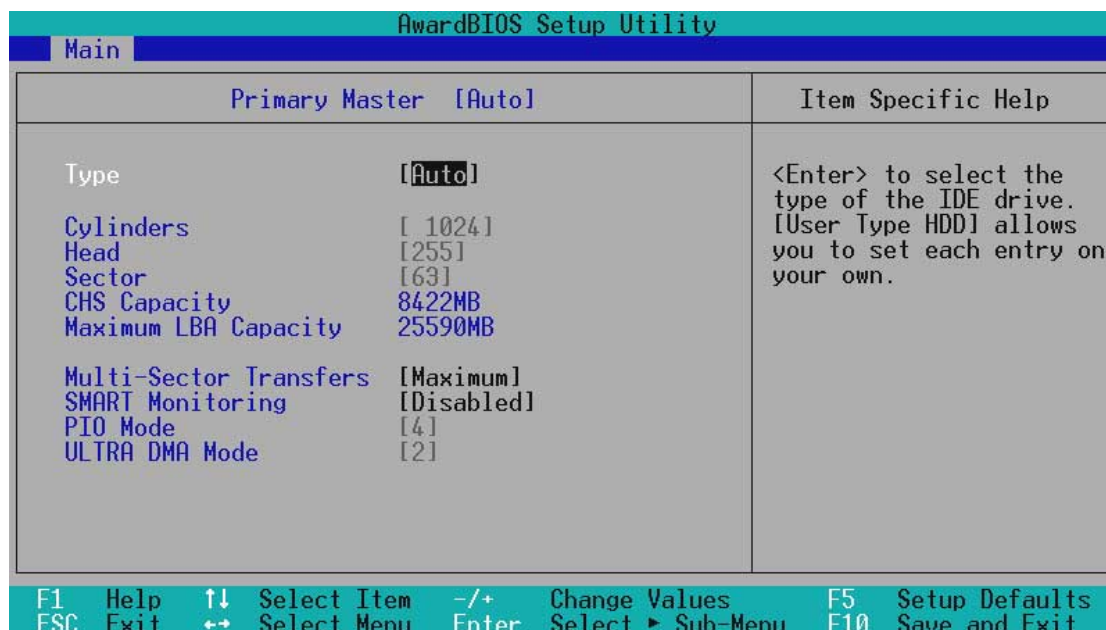 AwardBIOS Setup Utility
Main
Primary Master [Auto]
Item Specific Help
Type [Auto]
Cylinders [ 1024]
Head [255]
Sector [63]
CHS Capacity 8422MB
Maximum LBA Capacity 25590MB
Multi-Sector Transfers [Maximum]
SMART Monitoring [Disabled]
PIO Mode [4]
ULTRA DMA Mode [2]
<Enter> to select the
type of the IDE drive.
[User Type HDD] allows
you to set each entry on
your own.
F1 Help ↑↓ Select Item -/+ Change Values F5 Setup Defaults
ESC Exit ←→ Select Menu Enter Select ► Sub-Menu F10 Save and Exit